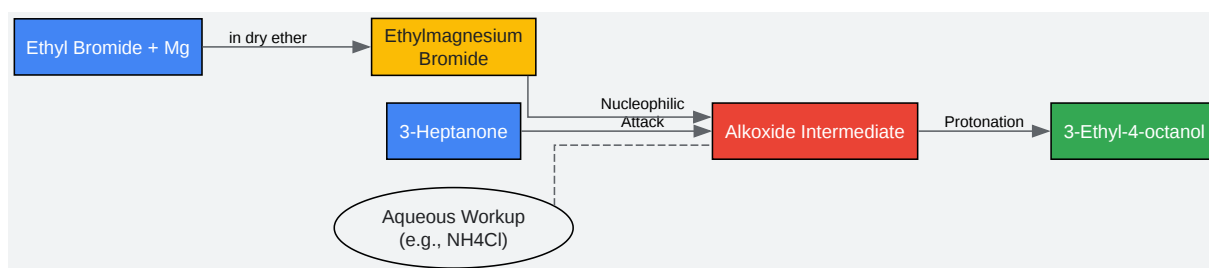 Ethyl Bromide + Mg
in dry ether
Ethylmagnesium
Bromide
3-Heptanone
Nucleophilic
Attack
Alkoxide Intermediate
Protonation
3-Ethyl-4-octanol
Aqueous Workup
(e.g., NH4Cl)